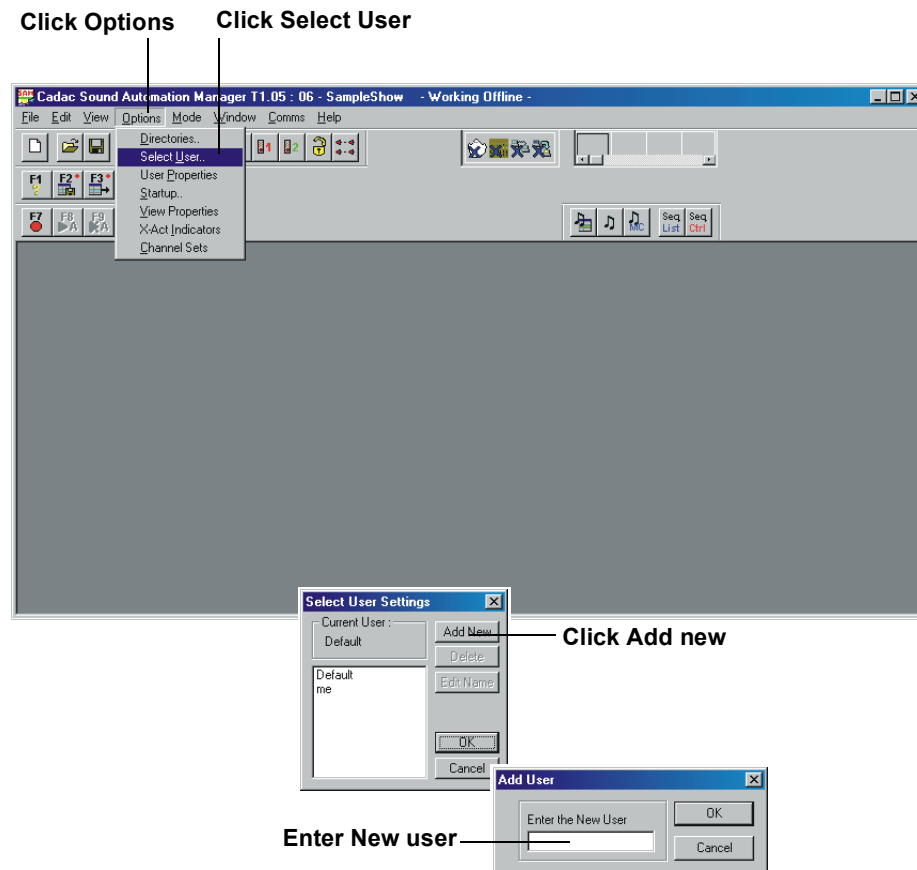 Click Options Click Select User
Cadac Sound Automation Manager T1.05 : 06 - SampleShow - Working Offline -
File Edit View Options Mode Window Comms Help
Directories..
Select User..
User Properties
Startup..
View Properties
X-Act Indicators
Channel Sets
1 2
F1 F2 F3
?
F7 F8 F9
A A
MC
Seq List
Seq Ctrl
Select User Settings
Current User :
Default
Add New
Click Add new
Delete
Edit Name
Default
me
OK
Cancel
Add User
Enter the New User
OK
Enter New user
Cancel